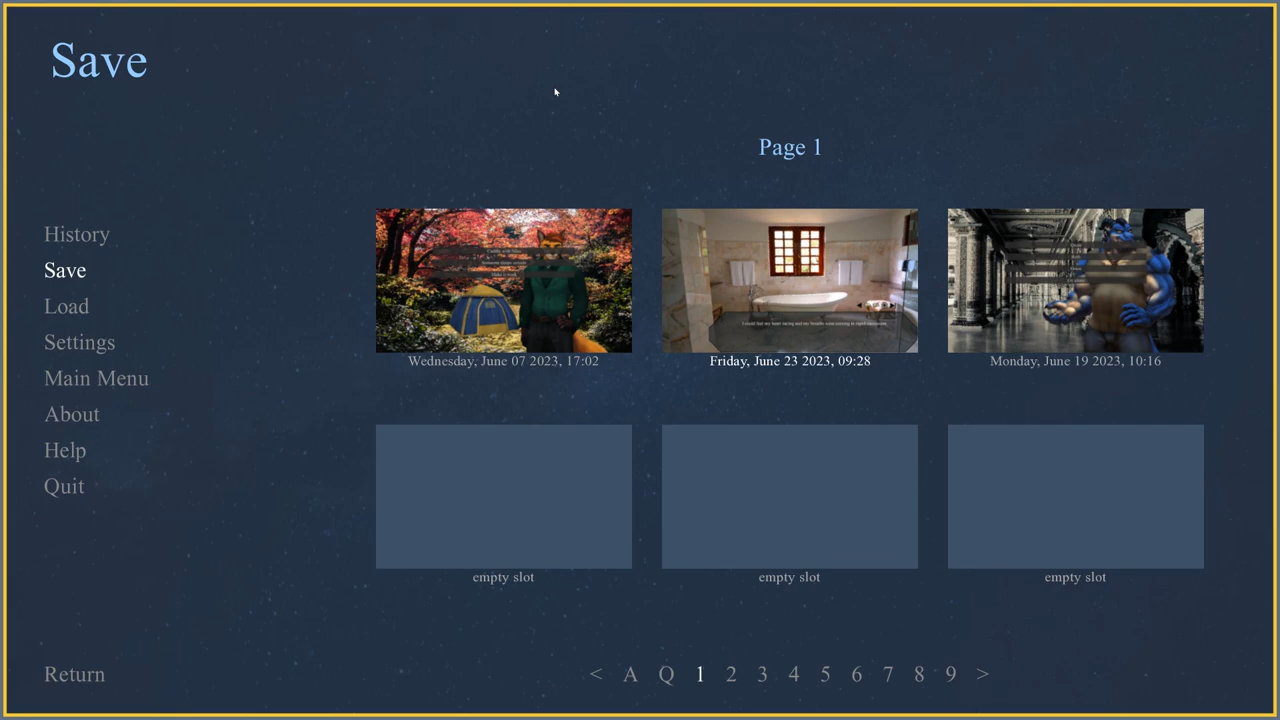 Save
Page 1
History
Save
Load
Settings
Main Menu
About
Help
Quit
Wednesday, June 07 2023, 17:02
Friday, June 23 2023, 09:28
Monday, June 19 2023, 10:16
empty slot
empty slot
empty slot
Return
< A Q 1 2 3 4 5 6 7 8 9 >